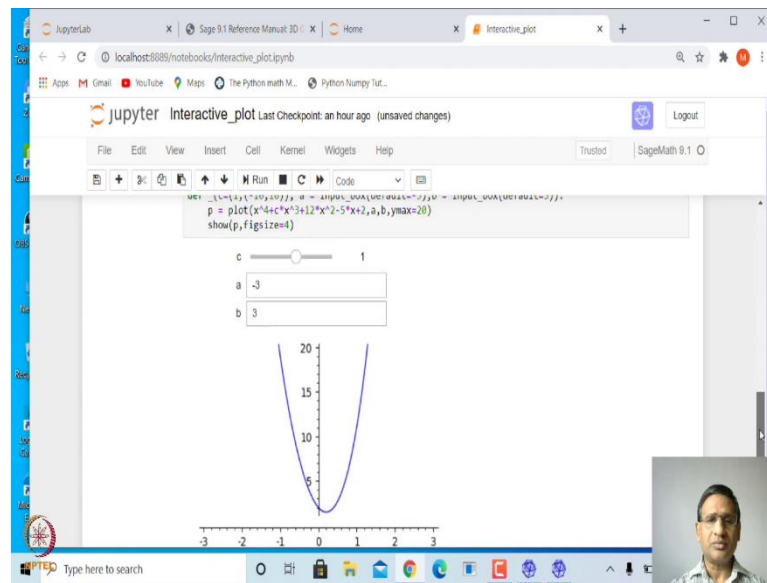 JupyterLab
Sage 9.1 Reference Manual: 3D G
Home
Interactive_plot
localhost:8889/notebooks/Interactive_plot.ipynb
Apps Gmail YouTube Maps The Python math M... Python Numpy Tut...
jupyter Interactive_plot Last Checkpoint: an hour ago (unsaved changes)
Logout
File Edit View Insert Cell Kernel Widgets Help
Trusted
SageMath 9.1
Run Code
p = plot(x^4+c*x^3+12*x^2-5*x+2,a,b,ymax=20)
show(p,figsize=4)
c 1
a -3
b 3
20
15
10
5
-3 -2 -1 0 1 2 3
NPTEL
Type here to search